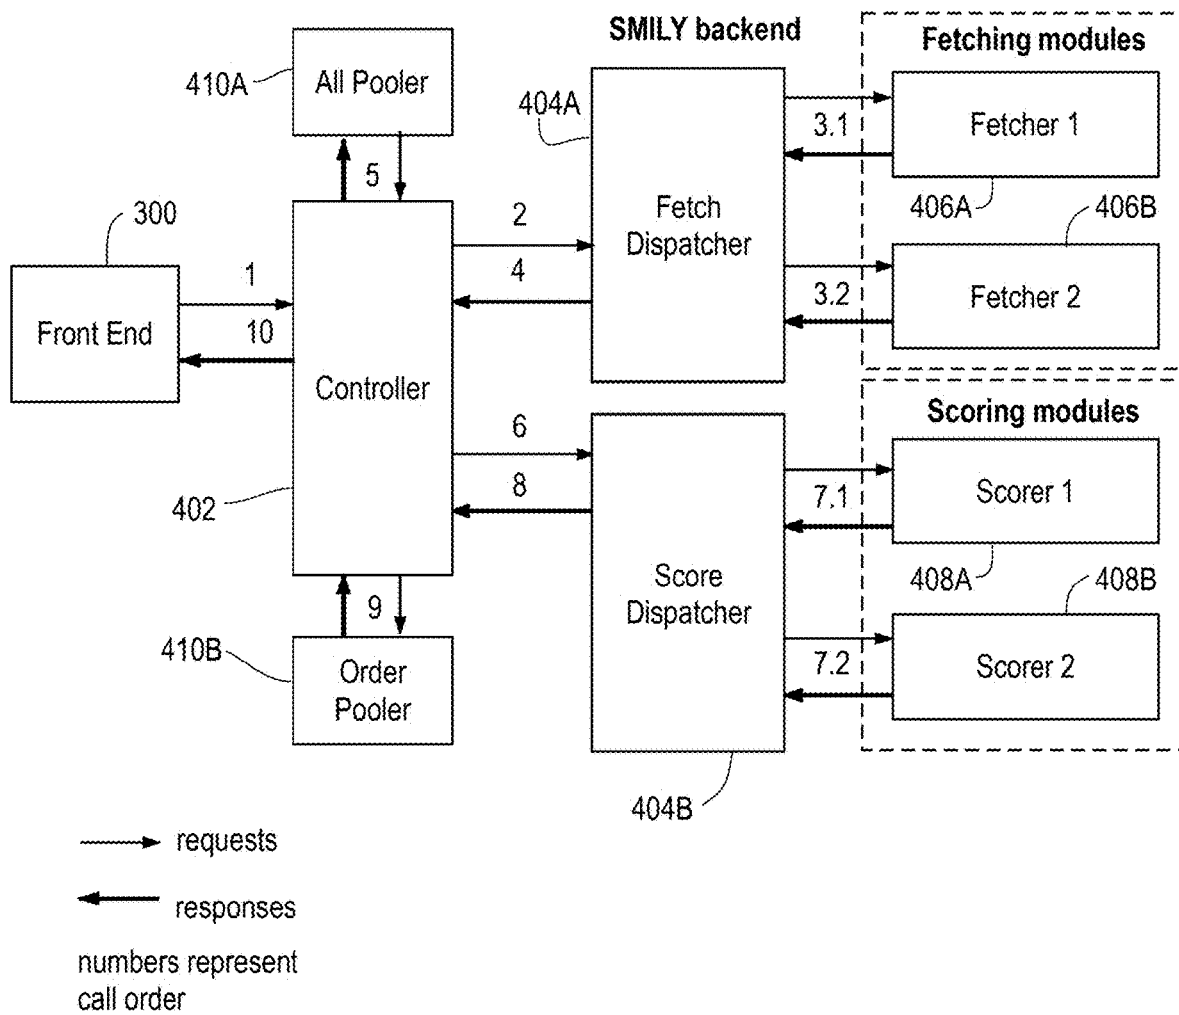 SMILY backend
Fetching modules
410A
All Pooler
404A
3.1
Fetcher 1
5
406A
406B
300
2
Fetch
Dispatcher
1
4
3.2
Fetcher 2
Front End
10
Controller
Scoring modules
6
402
8
7.1
Scorer 1
408A
408B
9
Score
Dispatcher
410B
Order
Pooler
7.2
Scorer 2
404B
requests
responses
numbers represent
call order